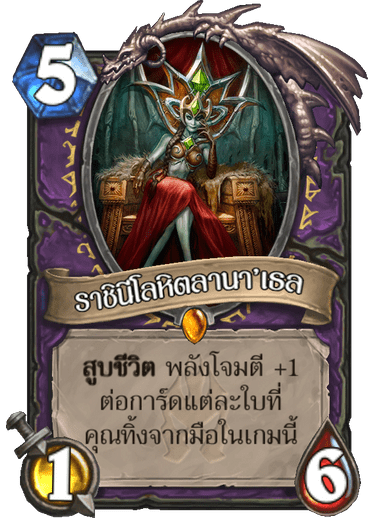 5
ราชินีโลหิตลานา'เธล
สูบชีวิต พลังโจมตี +1
ต่อการ์ดแต่ละใบที่
คุณทิ้งจากมือในเกมนี้
1
6